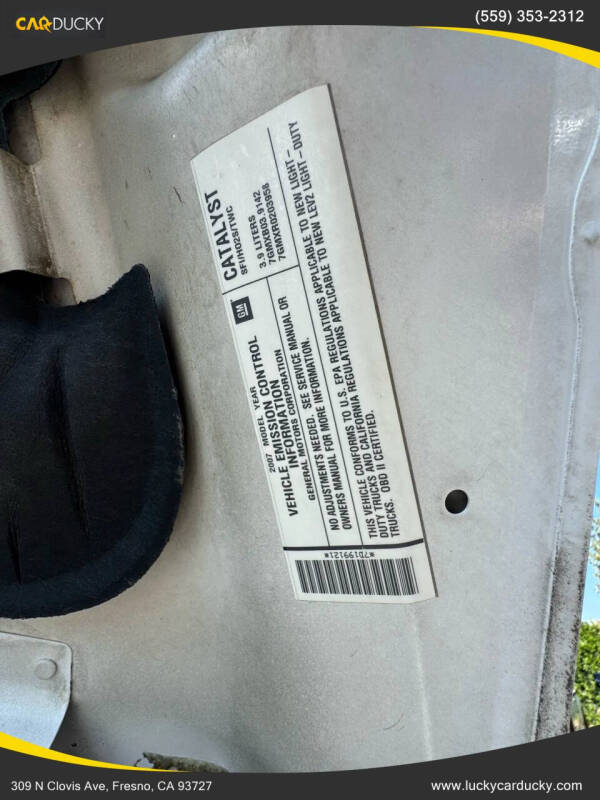 CARDUCKY
(559) 353-2312
CATALYST
SFI/HO2S/TWC
3.9 LITERS
7GMXB03.9142
7GMXR0203958
GM
2007 MODEL YEAR
VEHICLE EMISSION CONTROL
INFORMATION
GENERAL MOTORS CORPORATION
NO ADJUSTMENTS NEEDED. SEE SERVICE MANUAL OR
OWNERS MANUAL FOR MORE INFORMATION.
THIS VEHICLE CONFORMS TO U.S. EPA REGULATIONS APPLICABLE TO NEW LIGHT-
DUTY TRUCKS AND CALIFORNIA REGULATIONS APPLICABLE TO NEW LEV2 LIGHT-DUTY
TRUCKS. OBD II CERTIFIED.
*7D199121*
309 N Clovis Ave, Fresno, CA 93727
www.luckycarducky.com